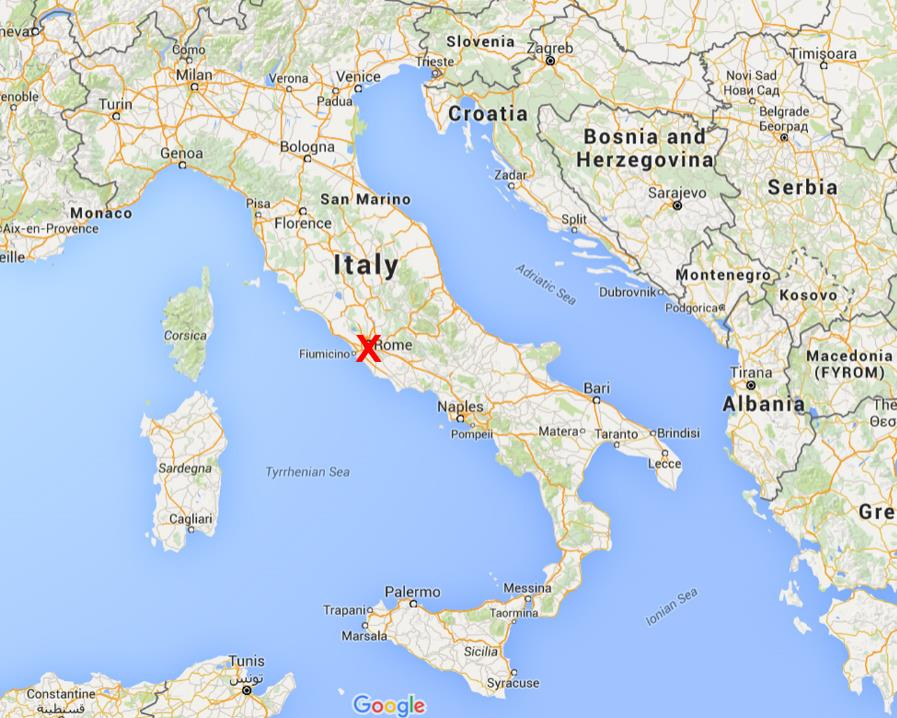 neva
Como
Milan
Verona
Venice
Slovenia
Zagreb
Trieste
Timișoara
Novi Sad
Нови Сад
enoble
Turin
Padua
Croatia
Belgrade
Београд
Genoa
Bologna
Bosnia and
Herzegovina
Zadar
Serbia
Monaco
Aix-en-Provence
eille
Pisa
Florence
San Marino
Sarajevo
Split
Italy
Adriatic Sea
Dubrovnik
Montenegro
Podgorica
Kosovo
Corsica
Fiumicino
X
Rome
Macedonia
(FYROM)
Tirana
Albania
Bari
Naples
Pompeii
Matera
Taranto
Brindisi
Lecce
The
Θεσ
Sardegna
Tyrrhenian Sea
Cagliari
Gre
Palermo
Messina
Trapani
Taormina
Marsala
Ionian Sea
Sicilia
Syracuse
Tunis
تونس
Constantine
قسنطينة
Google